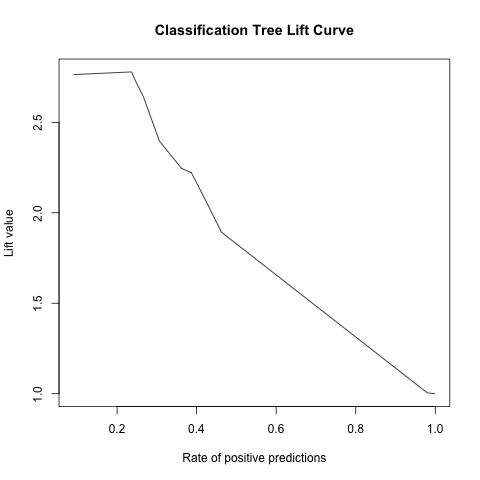 Classification Tree Lift Curve
Lift value
2.5
2.0
1.5
1.0
0.2 0.4 0.6 0.8 1.0
Rate of positive predictions